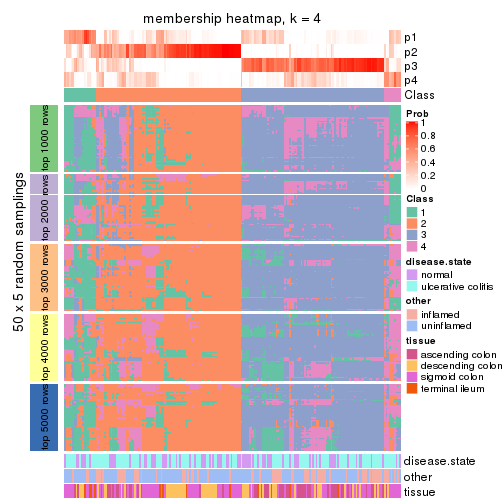 membership heatmap, k = 4
p1
p2
p3
p4
Class
50 x 5 random samplings
top 1000 rows
top 2000 rows
top 3000 rows
top 4000 rows
top 5000 rows
Prob
1
0.8
0.6
0.4
0.2
0
Class
1
2
3
4
disease.state
normal
ulcerative colitis
other
inflamed
uninflamed
tissue
ascending colon
descending colon
sigmoid colon
terminal ileum
disease.state
other
tissue